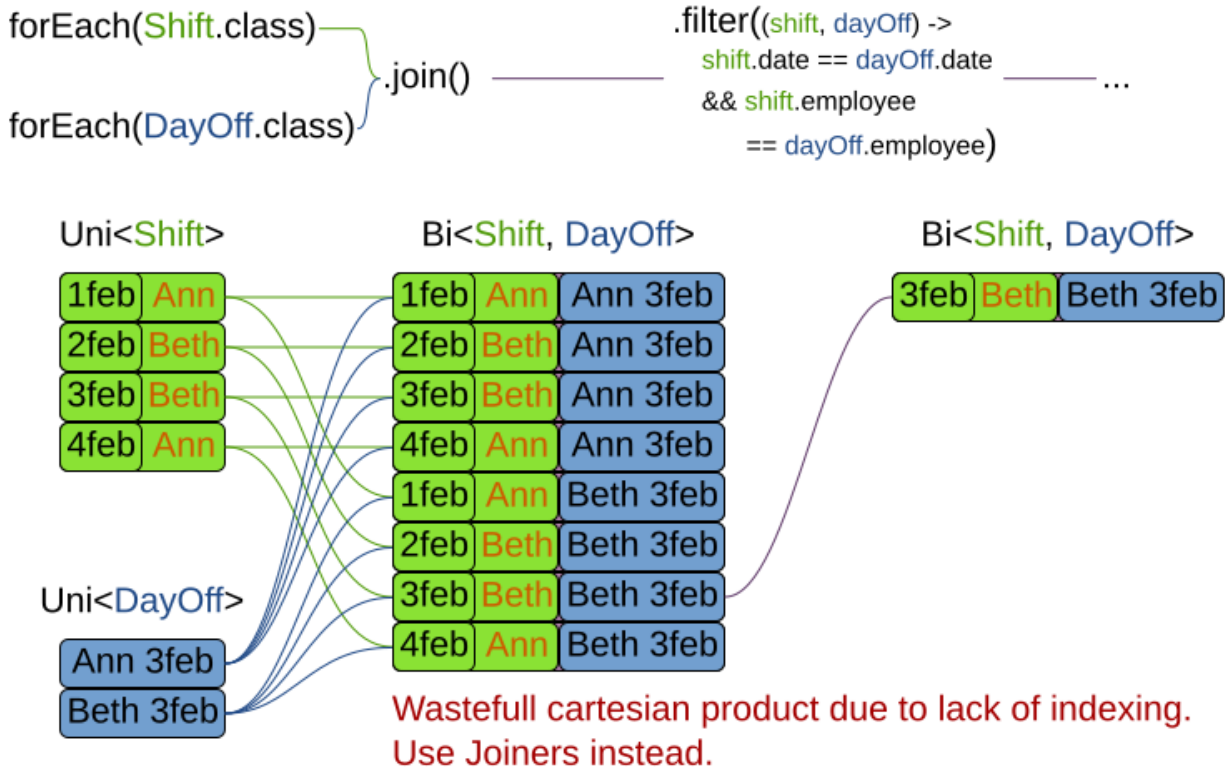 forEach(Shift.class)
forEach(DayOff.class)
.join()
.filter((shift, dayOff) ->
shift.date == dayOff.date
&& shift.employee
== dayOff.employee)
...
Uni<Shift>
1feb Ann
2feb Beth
3feb Beth
4feb Ann
Uni<DayOff>
Ann 3feb
Beth 3feb
Bi<Shift, DayOff>
1feb Ann Ann 3feb
2feb Beth Ann 3feb
3feb Beth Ann 3feb
4feb Ann Ann 3feb
1feb Ann Beth 3feb
2feb Beth Beth 3feb
3feb Beth Beth 3feb
4feb Ann Beth 3feb
Bi<Shift, DayOff>
3feb Beth Beth 3feb
Wastefull cartesian product due to lack of indexing.
Use Joiners instead.